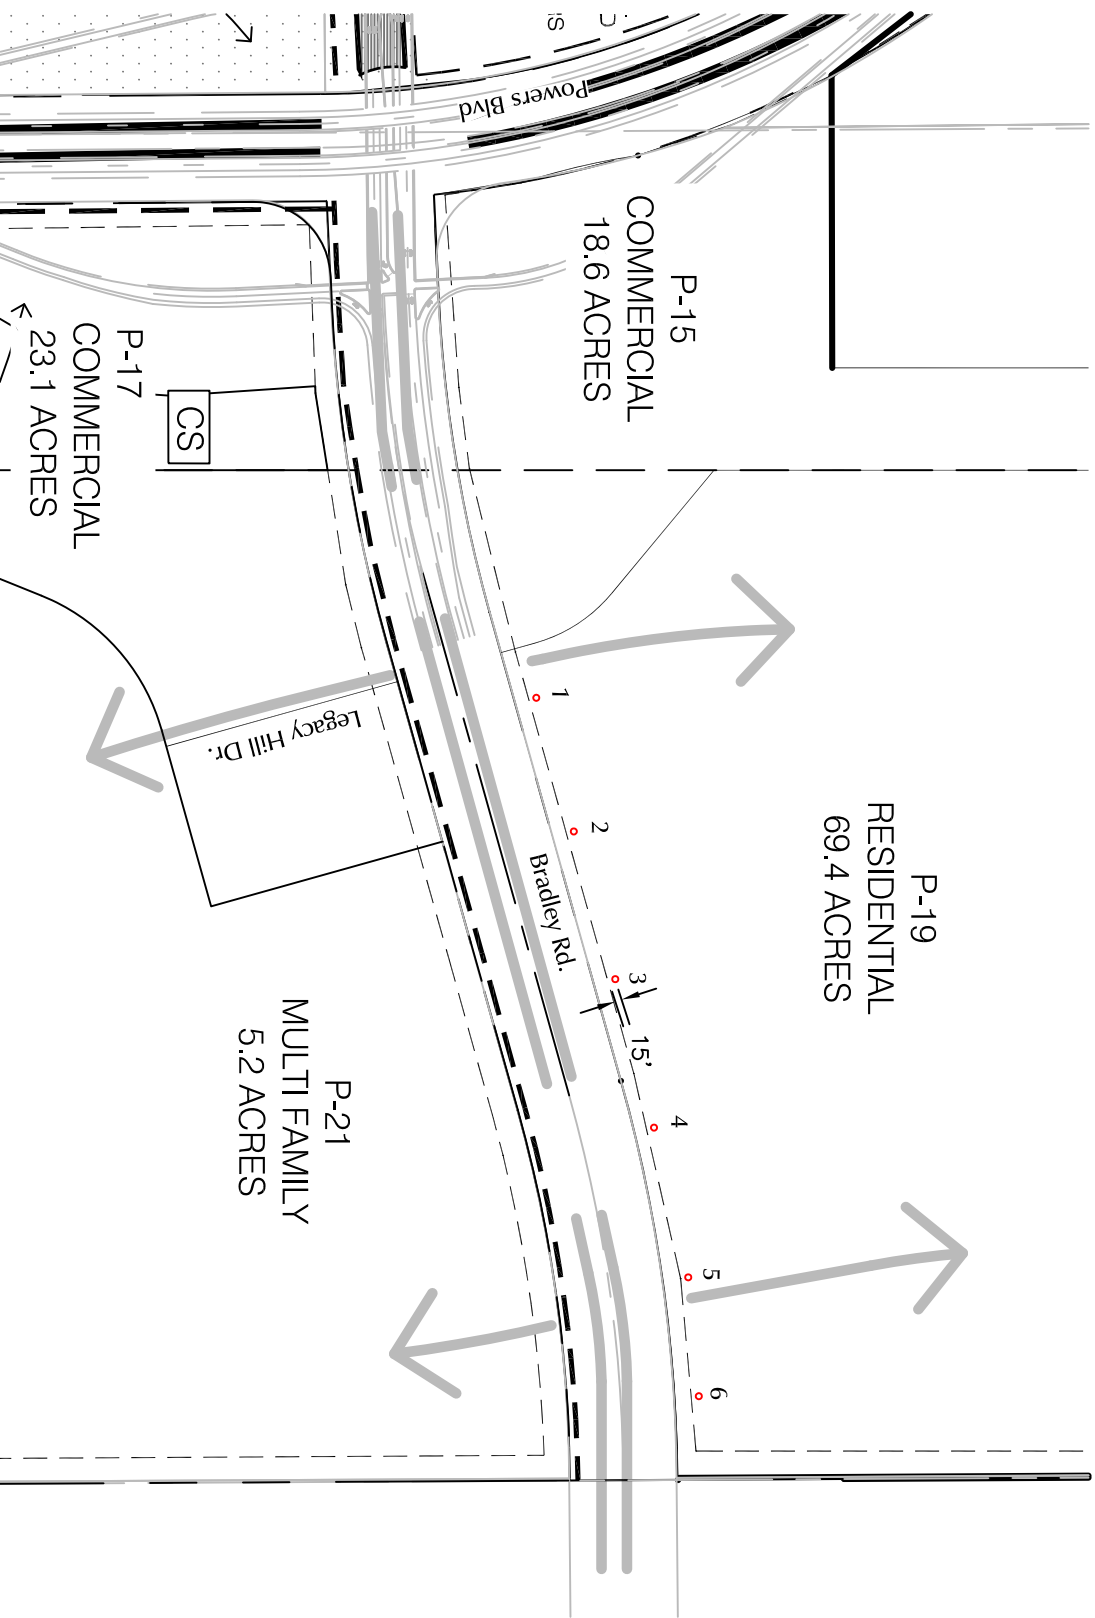 Powers Blvd
P-15
COMMERCIAL
18.6 ACRES
P-17
COMMERCIAL
23.1 ACRES
CS
1
Legacy Hill Dr.
2
Bradley Rd.
P-19
RESIDENTIAL
69.4 ACRES
3
15'
4
P-21
MULTI FAMILY
5.2 ACRES
5
6